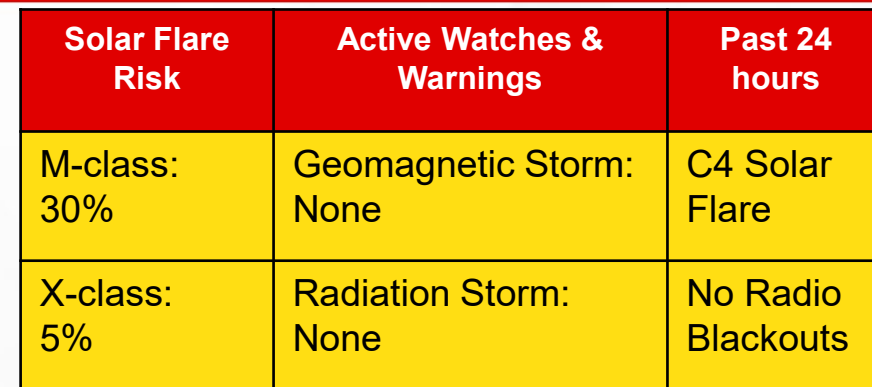 Solar Flare
Risk
Active Watches &
Warnings
Past 24
hours
M-class:
30%
Geomagnetic Storm:
None
C4 Solar
Flare
X-class:
5%
Radiation Storm:
None
No Radio
Blackouts